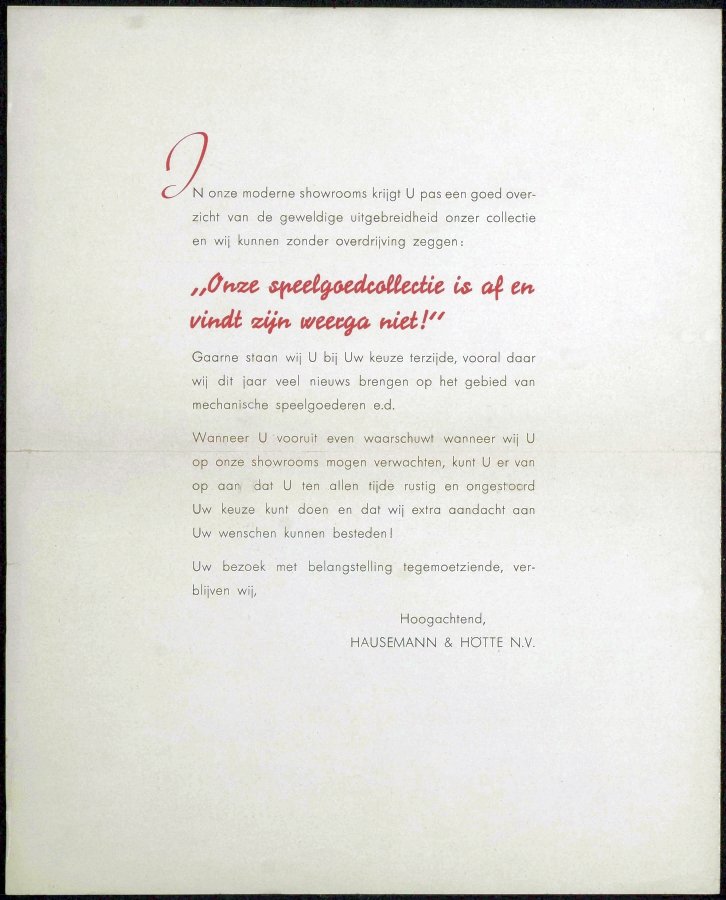 IN onze moderne showrooms krijgt U pas een goed over-
zicht van de geweldige uitgebreidheid onzer collectie
en wij kunnen zonder overdrijving zeggen:
„Onze speelgoedcollectie is af en
vindt zijn weerga niet!”
Gaarne staan wij U bij Uw keuze terzijde, vooral daar
wij dit jaar veel nieuws brengen op het gebied van
mechanische speelgoederen e.d.
Wanneer U vooruit even waarschuwt wanneer wij U
op onze showrooms mogen verwachten, kunt U er van
op aan dat U ten allen tijde rustig en ongestoord
Uw keuze kunt doen en dat wij extra aandacht aan
Uw wenschen kunnen besteden!
Uw bezoek met belangstelling tegemoetziende, ver-
blijven wij,
Hoogachtend,
HAUSEMANN & HÖTTE N.V.